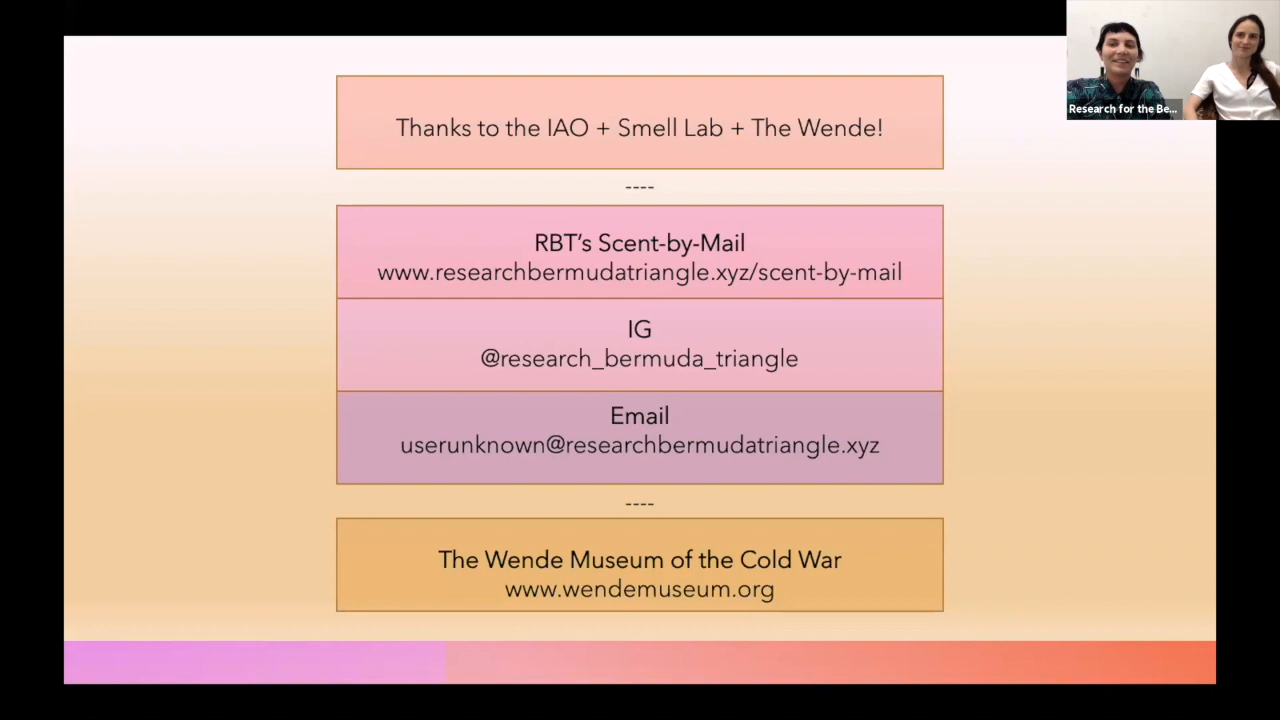 Thanks to the IAO + Smell Lab + The Wende!
----
RBT’s Scent-by-Mail
www.researchbermudatriangle.xyz/scent-by-mail
IG
@research_bermuda_triangle
Email
userunknown@researchbermudatriangle.xyz
----
The Wende Museum of the Cold War
www.wendemuseum.org
Research for the Be...